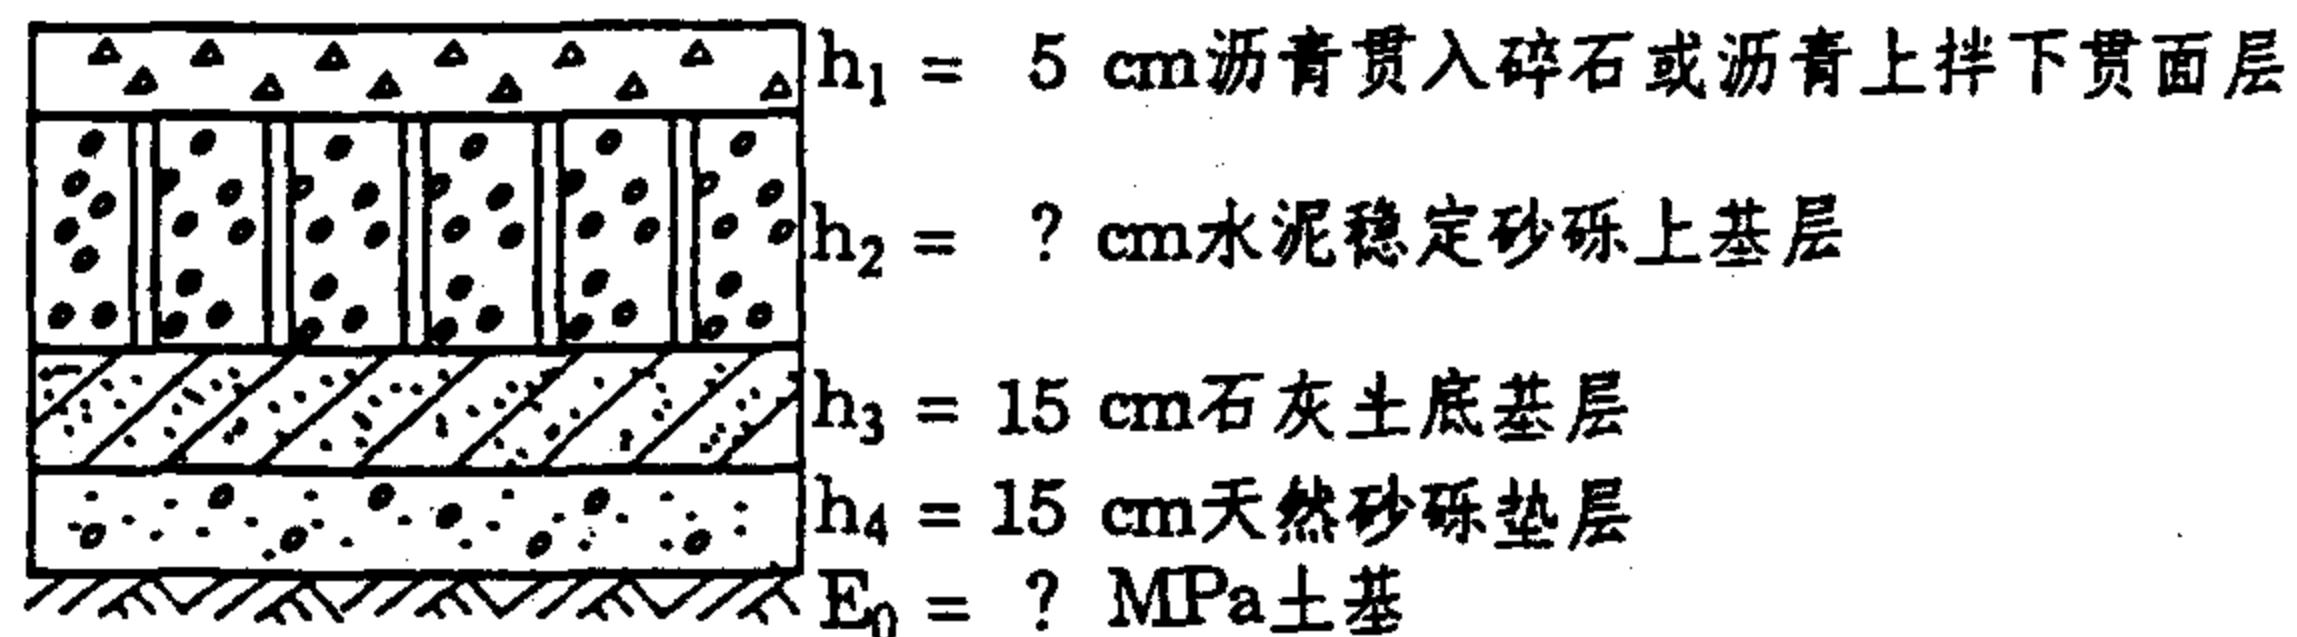 h₁ = 5 cm沥青贯入碎石或沥青上拌下贯面层
h₂ = ? cm水泥稳定砂砾上基层
h₃ = 15 cm石灰土底基层
h₄ = 15 cm天然砂砾垫层
E₀ = ? MPa土基